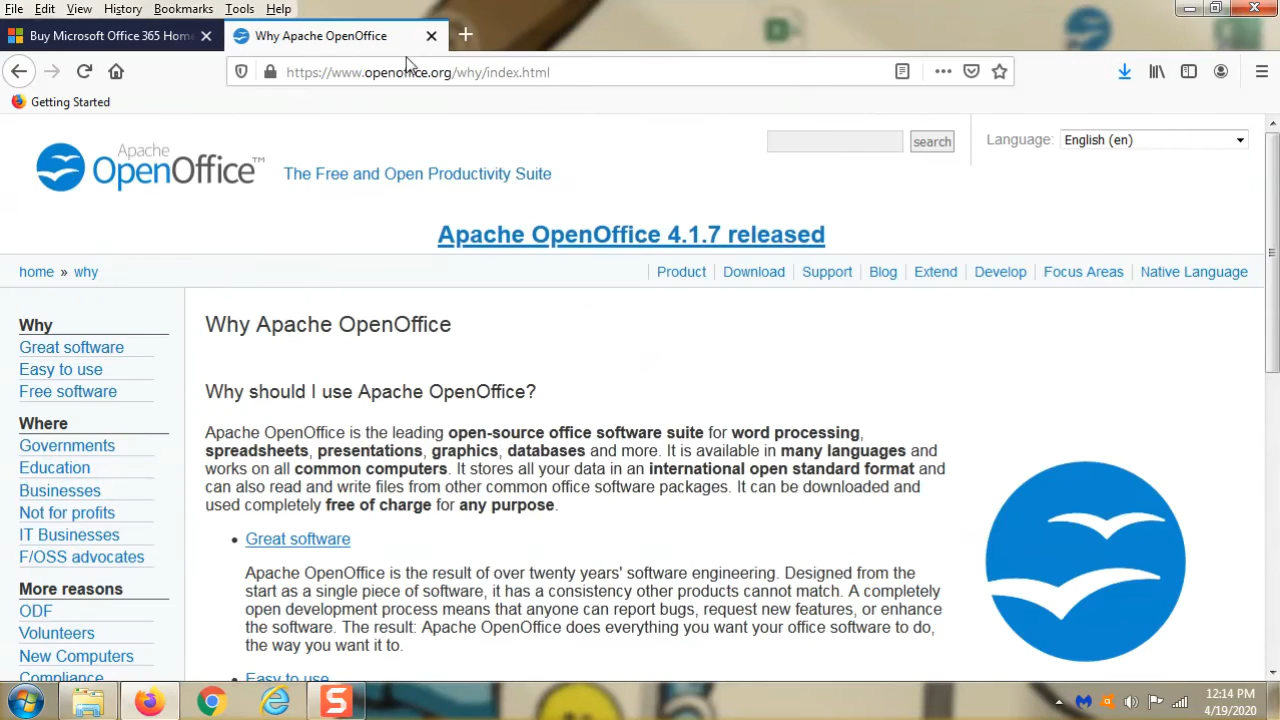 File Edit View History Bookmarks Tools Help
Buy Microsoft Office 365 Hom
Why Apache OpenOffice
https://www.openoffice.org/why/index.html
Getting Started
Apache
OpenOffice™
The Free and Open Productivity Suite
search
Language: English (en)
Apache OpenOffice 4.1.7 released
home » why
Product Download Support Blog Extend Develop Focus Areas Native Language
Why
Great software
Easy to use
Free software
Where
Governments
Education
Businesses
Not for profits
IT Businesses
F/OSS advocates
More reasons
ODF
Volunteers
New Computers
Compliance
Why Apache OpenOffice
Why should I use Apache OpenOffice?
Apache OpenOffice is the leading open-source office software suite for word processing,
spreadsheets, presentations, graphics, databases and more. It is available in many languages and
works on all common computers. It stores all your data in an international open standard format and
can also read and write files from other common office software packages. It can be downloaded and
used completely free of charge for any purpose.
• Great software
Apache OpenOffice is the result of over twenty years' software engineering. Designed from the
start as a single piece of software, it has a consistency other products cannot match. A completely
open development process means that anyone can report bugs, request new features, or enhance
the software. The result: Apache OpenOffice does everything you want your office software to do,
the way you want it to.
Easy to use
S
a
12:14 PM
4/19/2020